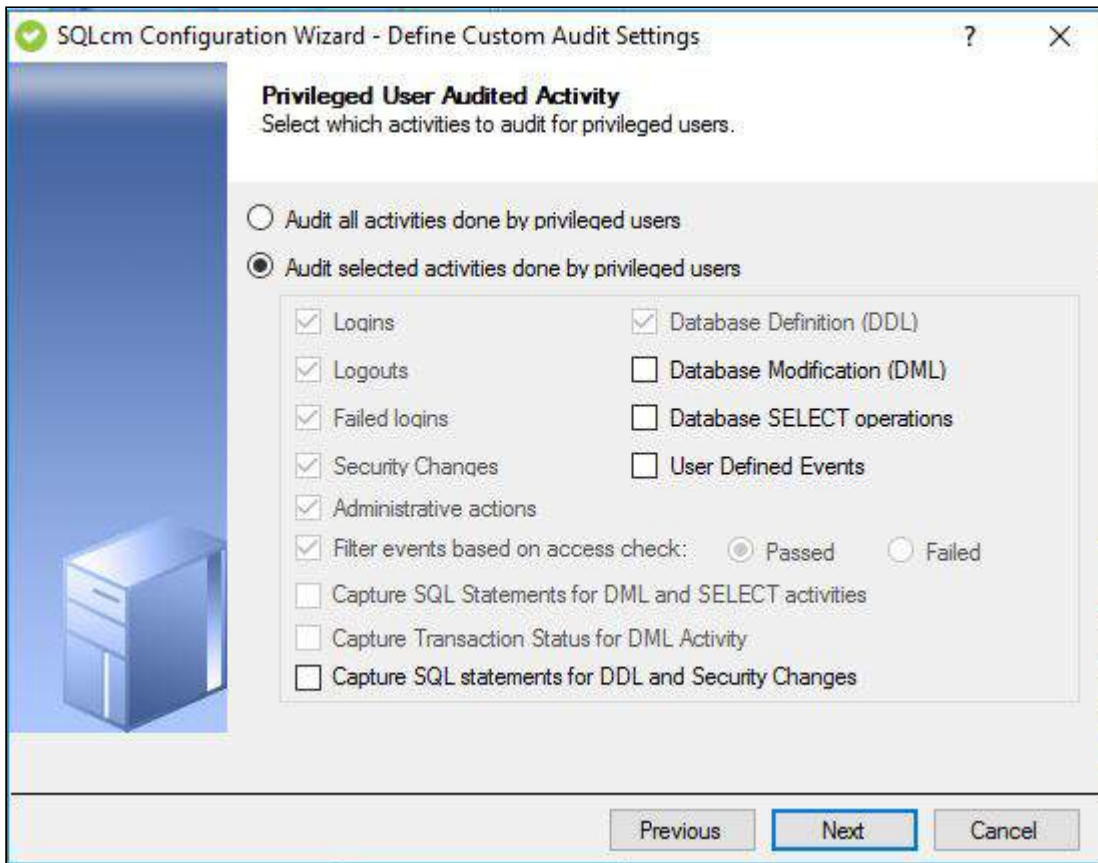 SQLcm Configuration Wizard - Define Custom Audit Settings ?
Privileged User Audited Activity
Select which activities to audit for privileged users.
Audit all activities done by privileged users
Audit selected activities done by privileged users
Logins Database Definition (DDL)
Logouts Database Modification (DML)
Failed logins Database SELECT operations
Security Changes User Defined Events
Administrative actions
Filter events based on access check: Passed Failed
Capture SQL Statements for DML and SELECT activities
Capture Transaction Status for DML Activity
Capture SQL statements for DDL and Security Changes
Previous Next Cancel